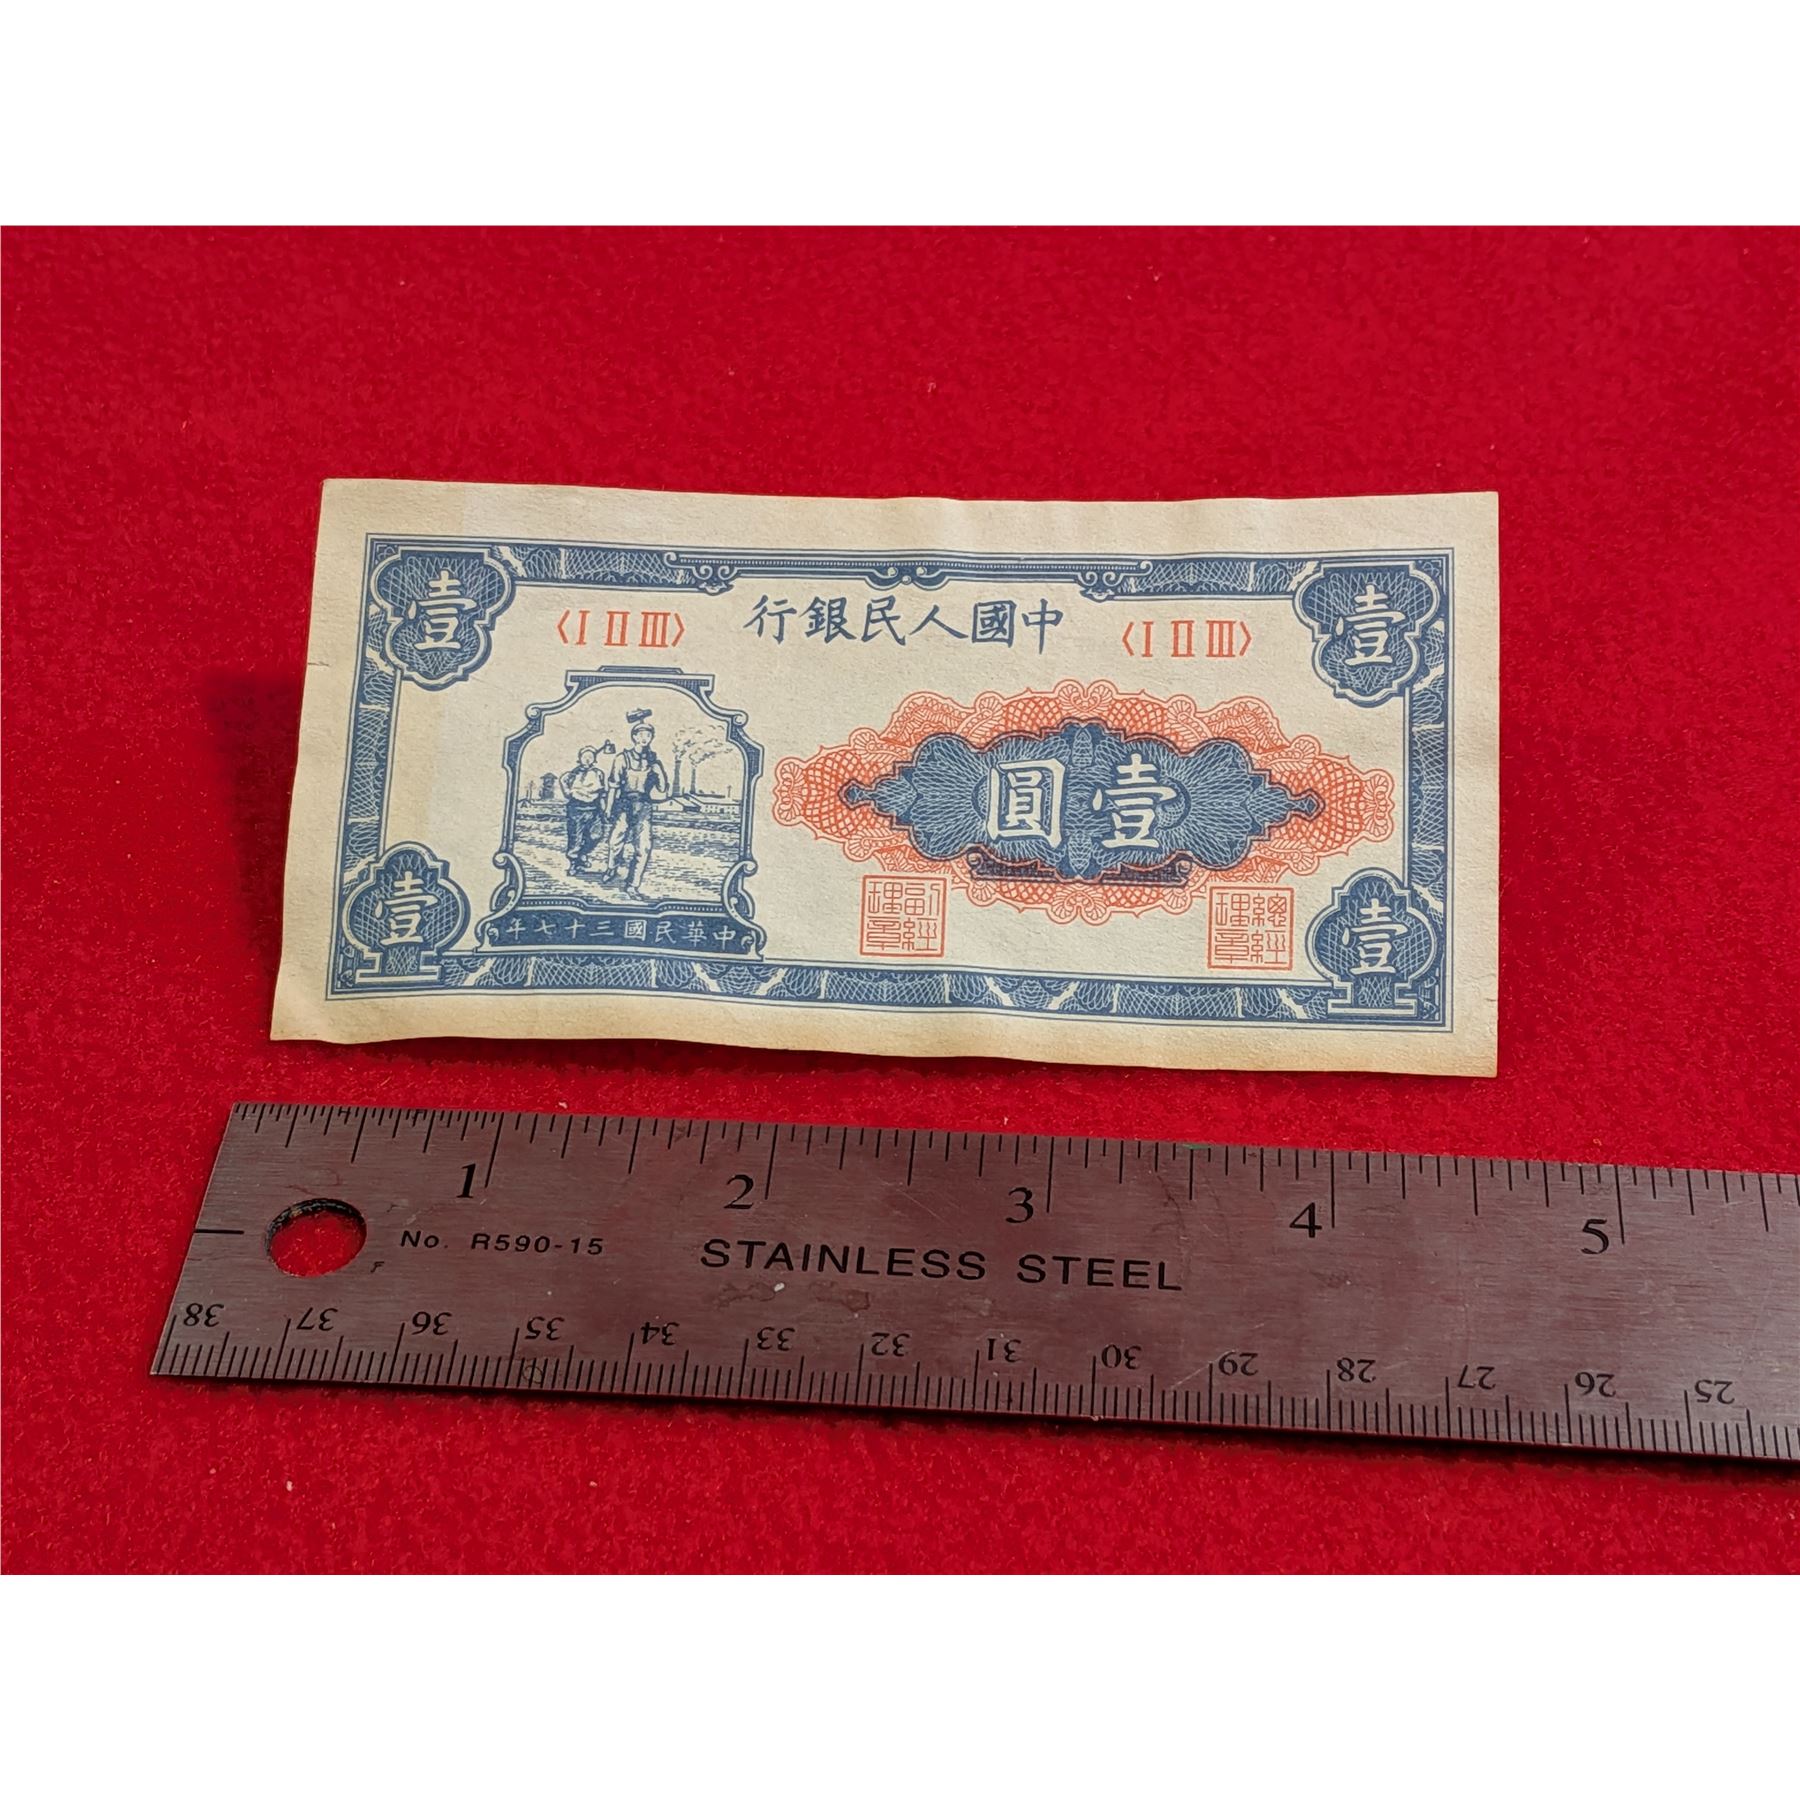 壹
壹
〈I II III〉
中國人民銀行
〈I II III〉
壹圓
中華民國三十七年
副經理章
總經理章
壹
壹
1 2 3 4 5
No. R590-15
F
STAINLESS STEEL
38 37 36 35 34 33 32 31 30 29 28 27 26 25